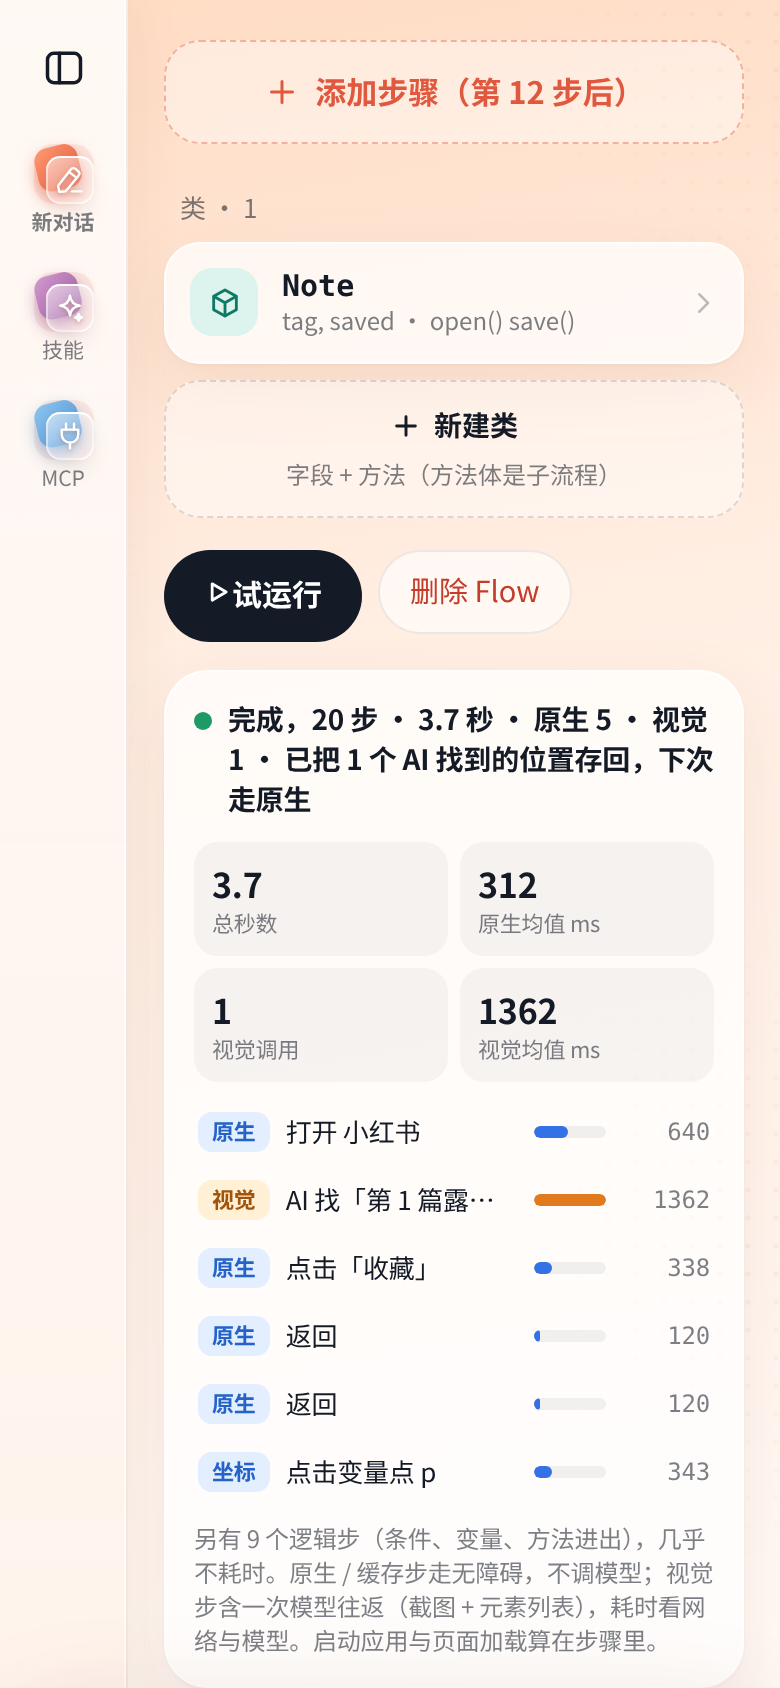 新对话
技能
MCP
添加步骤（第 12 步后）
类 · 1
Note
tag, saved · open() save()
新建类
字段 + 方法（方法体是子流程）
试运行
删除 Flow
完成，20 步 · 3.7 秒 · 原生 5 · 视觉
1 · 已把 1 个 AI 找到的位置存回，下次
走原生
3.7
总秒数
312
原生均值 ms
1
视觉调用
1362
视觉均值 ms
原生 打开 小红书 640
视觉 AI 找「第 1 篇露… 1362
原生 点击「收藏」 338
原生 返回 120
原生 返回 120
坐标 点击变量点 p 343
另有 9 个逻辑步（条件、变量、方法进出），几乎
不耗时。原生 / 缓存步走无障碍，不调模型；视觉
步含一次模型往返（截图 + 元素列表），耗时看网
络与模型。启动应用与页面加载算在步骤里。